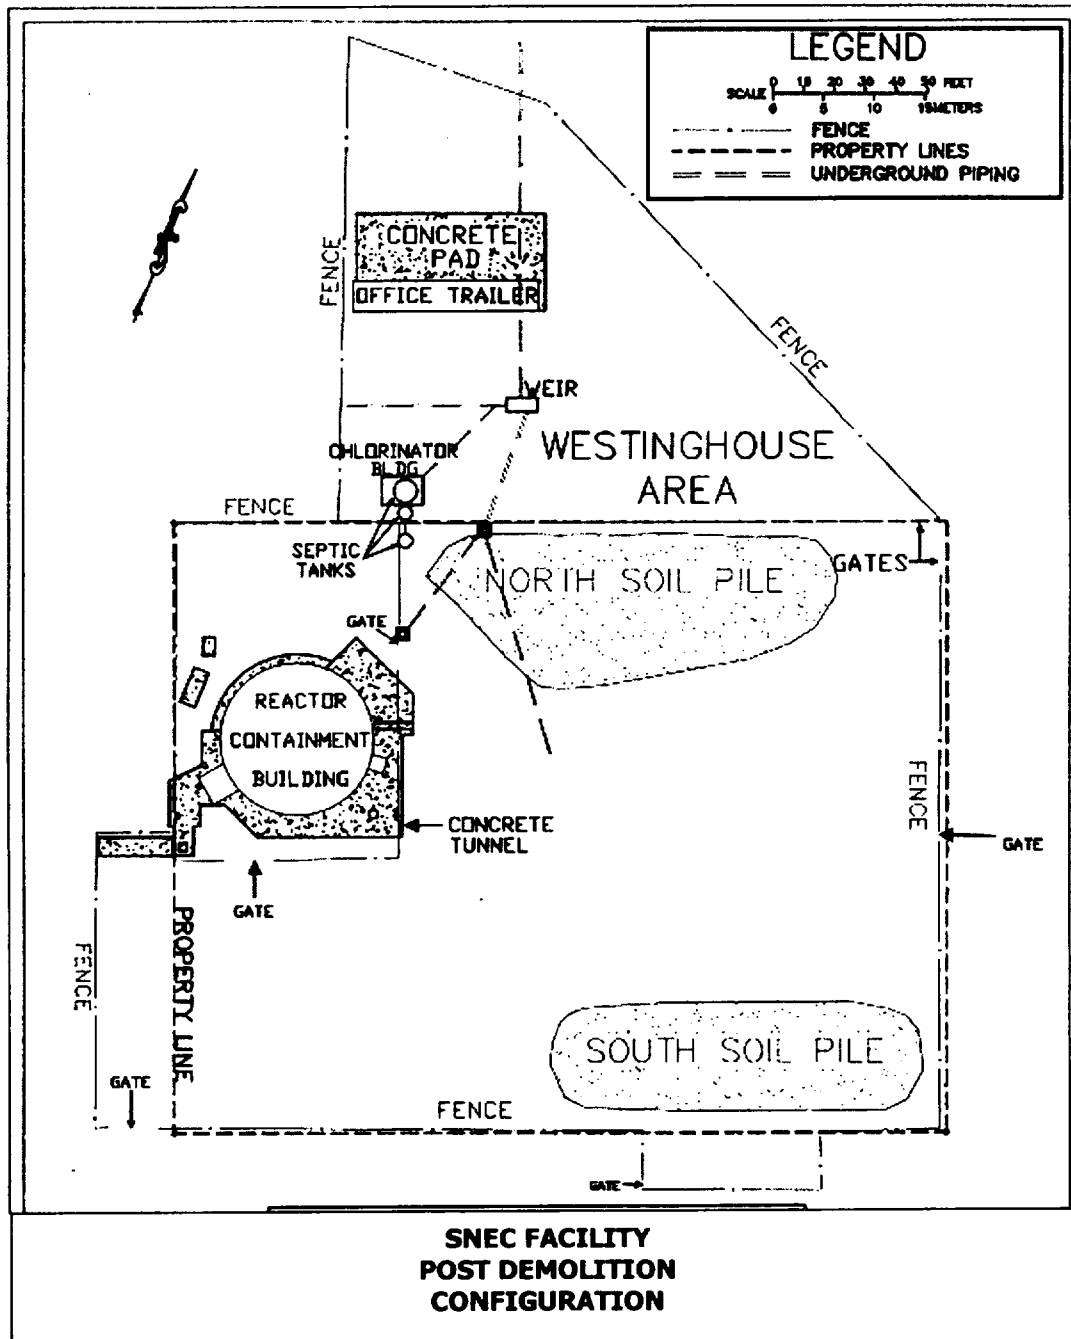 LEGEND
0 10 20 30 40 50 FEET
SCALE
0 5 10 15 METERS
FENCE
PROPERTY LINES
UNDERGROUND PIPING
CONCRETE
PAD
OFFICE TRAILER
FENCE
FENCE
WEIR
WESTINGHOUSE
AREA
CHLORINATOR
BLDG
FENCE
SEPTIC
TANKS
GATES
NORTH SOIL PILE
GATE
REACTOR
CONTAINMENT
BUILDING
FENCE
CONCRETE
TUNNEL
GATE
GATE
PROPERTY LINE
FENCE
SOUTH SOIL PILE
GATE
FENCE
GATE
SNEC FACILITY
POST DEMOLITION
CONFIGURATION